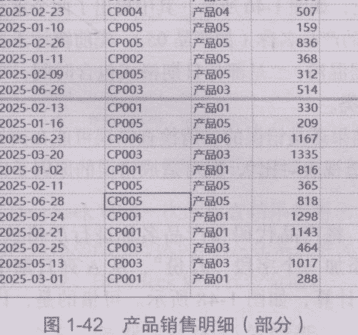 2025-02-23 CP004 产品04 507
2025-01-10 CP005 产品05 159
2025-02-26 CP005 产品05 836
2025-01-11 CP002 产品05 368
2025-02-09 CP005 产品05 312
2025-06-26 CP003 产品03 514
2025-02-13 CP001 产品01 330
2025-01-16 CP005 产品05 209
2025-06-23 CP006 产品06 1167
2025-03-20 CP003 产品03 1335
2025-01-02 CP001 产品01 816
2025-02-11 CP005 产品05 365
2025-06-28 CP005 产品05 818
2025-05-24 CP001 产品01 1298
2025-02-21 CP001 产品01 1143
2025-02-25 CP003 产品03 464
2025-05-13 CP003 产品03 1017
2025-03-01 CP001 产品01 288
图 1-42 产品销售明细（部分）